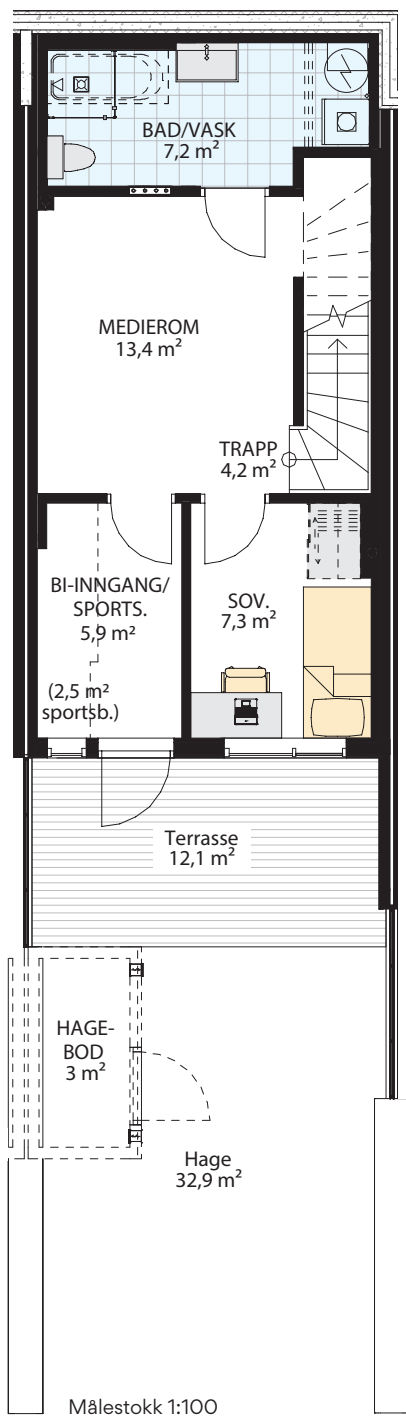 BAD/VASK
7,2 m²
MEDIEROM
13,4 m²
TRAPP
4,2 m²
BI-INNGANG/
SPORTS.
5,9 m²
(2,5 m²
sportsb.)
SOV.
7,3 m²
Terrasse
12,1 m²
HAGE-
BOD
3 m²
Hage
32,9 m²
Målestokk 1:100